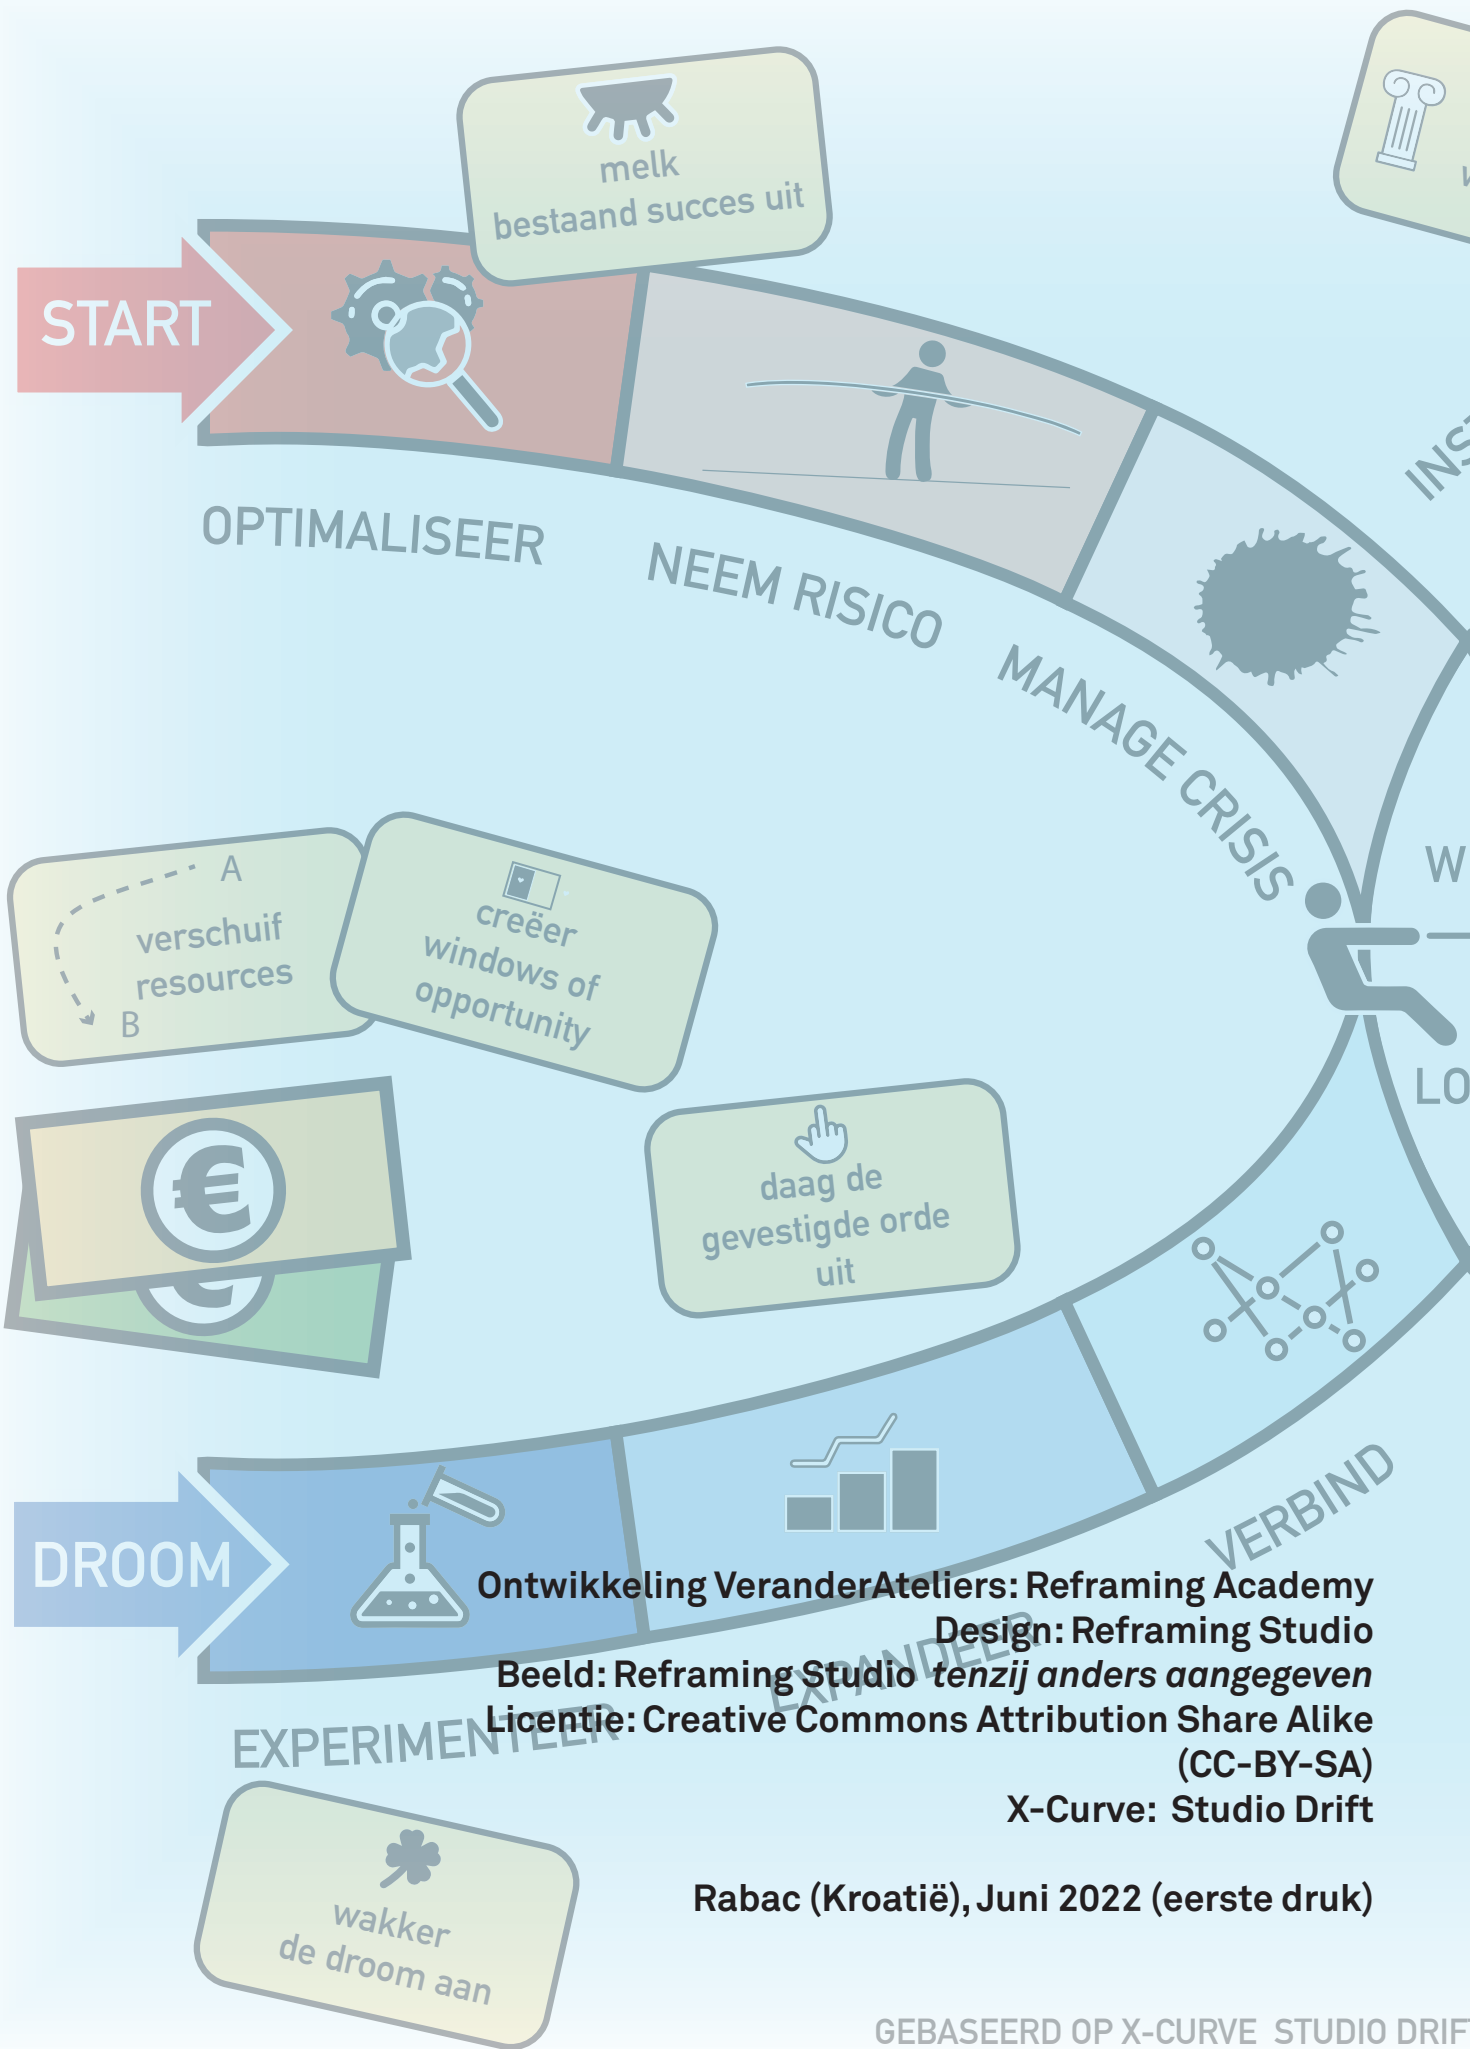 melk
bestaand succes uit
START
OPTIMALISEER
NEEM RISICO
MANAGE CRISIS
A
verschuif
resources
B
creëer
windows of
opportunity
€
daag de
gevestigde orde
uit
DROOM
VERBIND
EXPANDEER
EXPERIMENTEER
Ontwikkeling VeranderAteliers: Reframing Academy
Design: Reframing Studio
Beeld: Reframing Studio tenzij anders aangegeven
Licentie: Creative Commons Attribution Share Alike
(CC-BY-SA)
X-Curve: Studio Drift
Rabac (Kroatië), Juni 2022 (eerste druk)
wakker
de droom aan
GEBASEERD OP X-CURVE STUDIO DRIFT